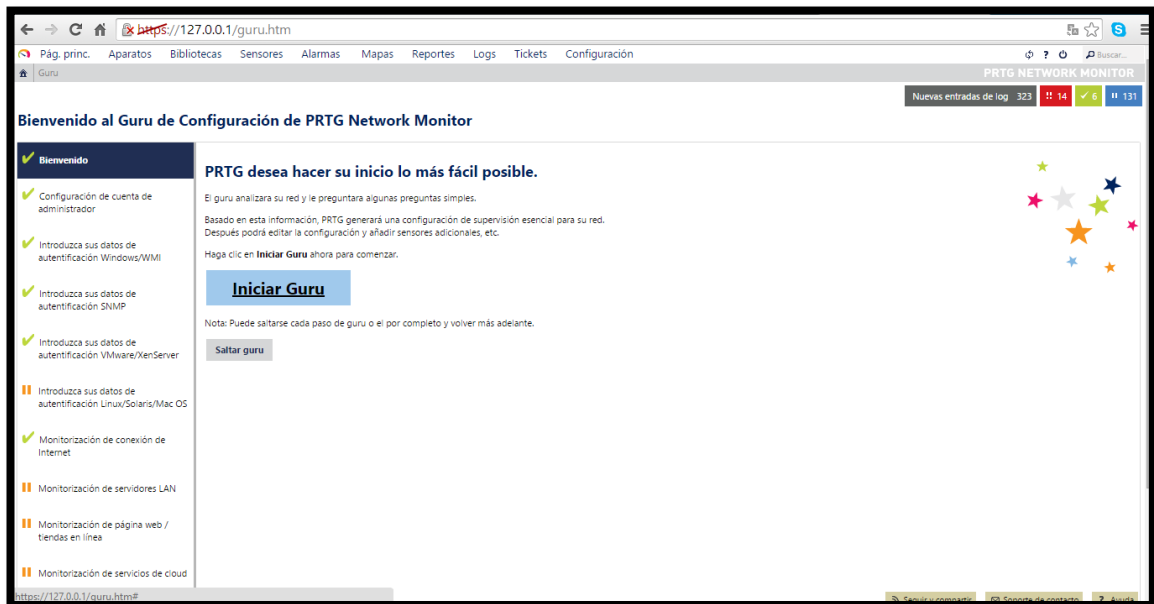 https://127.0.0.1/guru.htm
Pág. princ. Aparatos Bibliotecas Sensores Alarmas Mapas Reportes Logs Tickets Configuración ? Buscar...
Guru PRTG NETWORK MONITOR
Nuevas entradas de log 323 !! 14 6 131
Bienvenido al Guru de Configuración de PRTG Network Monitor
Bienvenido
Configuración de cuenta de
administrador
Introduzca sus datos de
autentificación Windows/WMI
Introduzca sus datos de
autentificación SNMP
Introduzca sus datos de
autentificación VMware/XenServer
Introduzca sus datos de
autentificación Linux/Solaris/Mac OS
Monitorización de conexión de
Internet
Monitorización de servidores LAN
Monitorización de página web /
tiendas en línea
Monitorización de servicios de cloud
PRTG desea hacer su inicio lo más fácil posible.
El guru analizara su red y le preguntara algunas preguntas simples.
Basado en esta información, PRTG generará una configuración de supervisión esencial para su red.
Después podrá editar la configuración y añadir sensores adicionales, etc.
Haga clic en Iniciar Guru ahora para comenzar.
Iniciar Guru
Nota: Puede saltarse cada paso de guru o el por completo y volver más adelante.
Saltar guru
https://127.0.0.1/guru.htm#
Seguir y compartir Soporte de contacto ? Ayuda